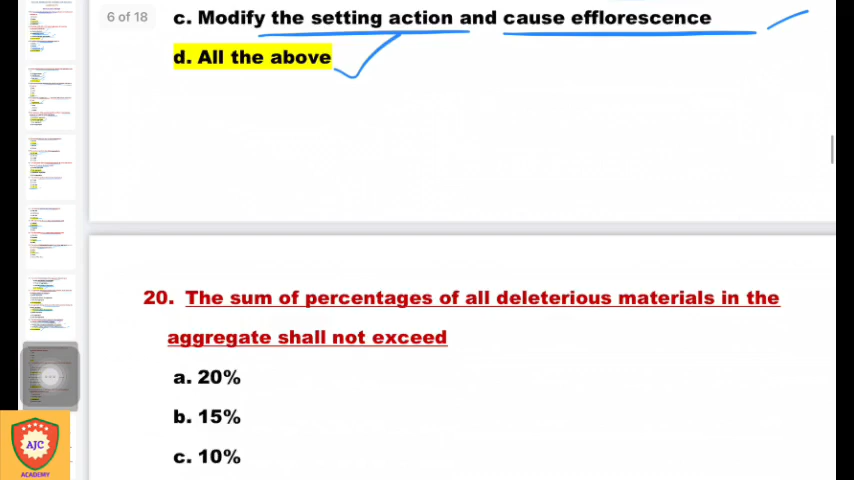 6 of 18
c. Modify the setting action and cause efflorescence
d. All the above
20. The sum of percentages of all deleterious materials in the
aggregate shall not exceed
a. 20%
b. 15%
c. 10%
AJC
ACADEMY